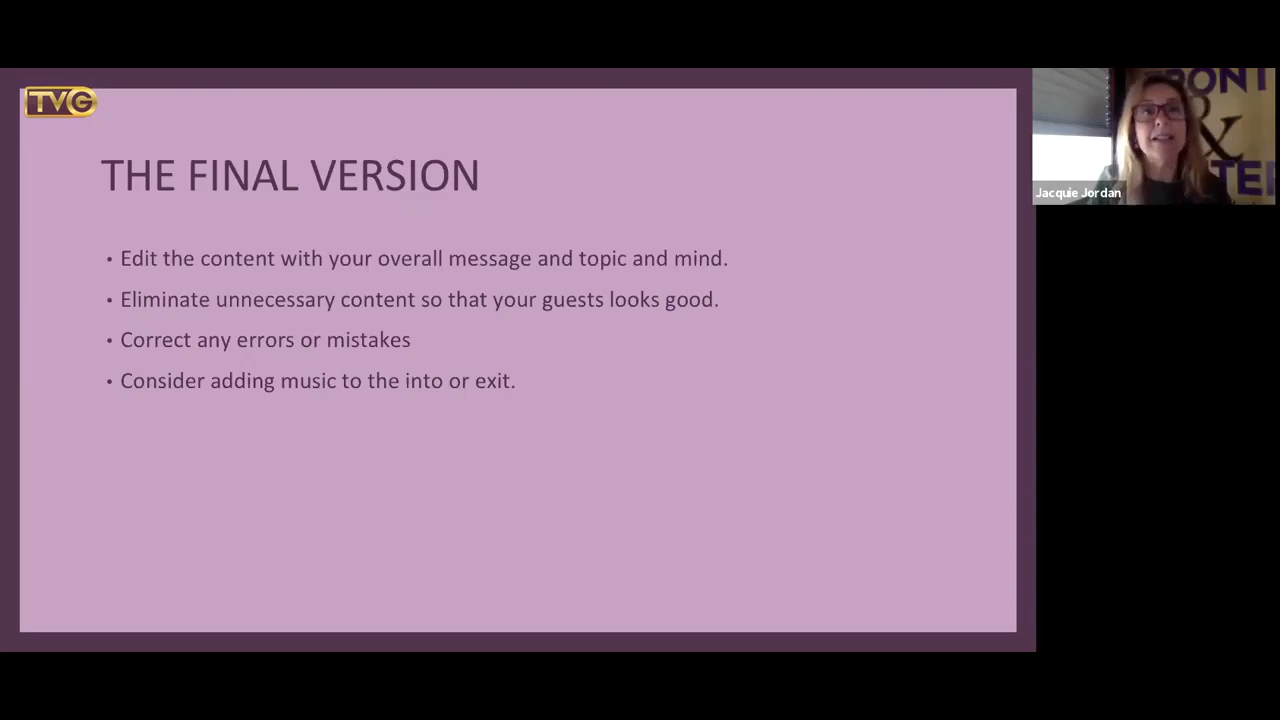 TVG
THE FINAL VERSION
• Edit the content with your overall message and topic and mind.
• Eliminate unnecessary content so that your guests looks good.
• Correct any errors or mistakes
• Consider adding music to the into or exit.
&
Jacquie Jordan